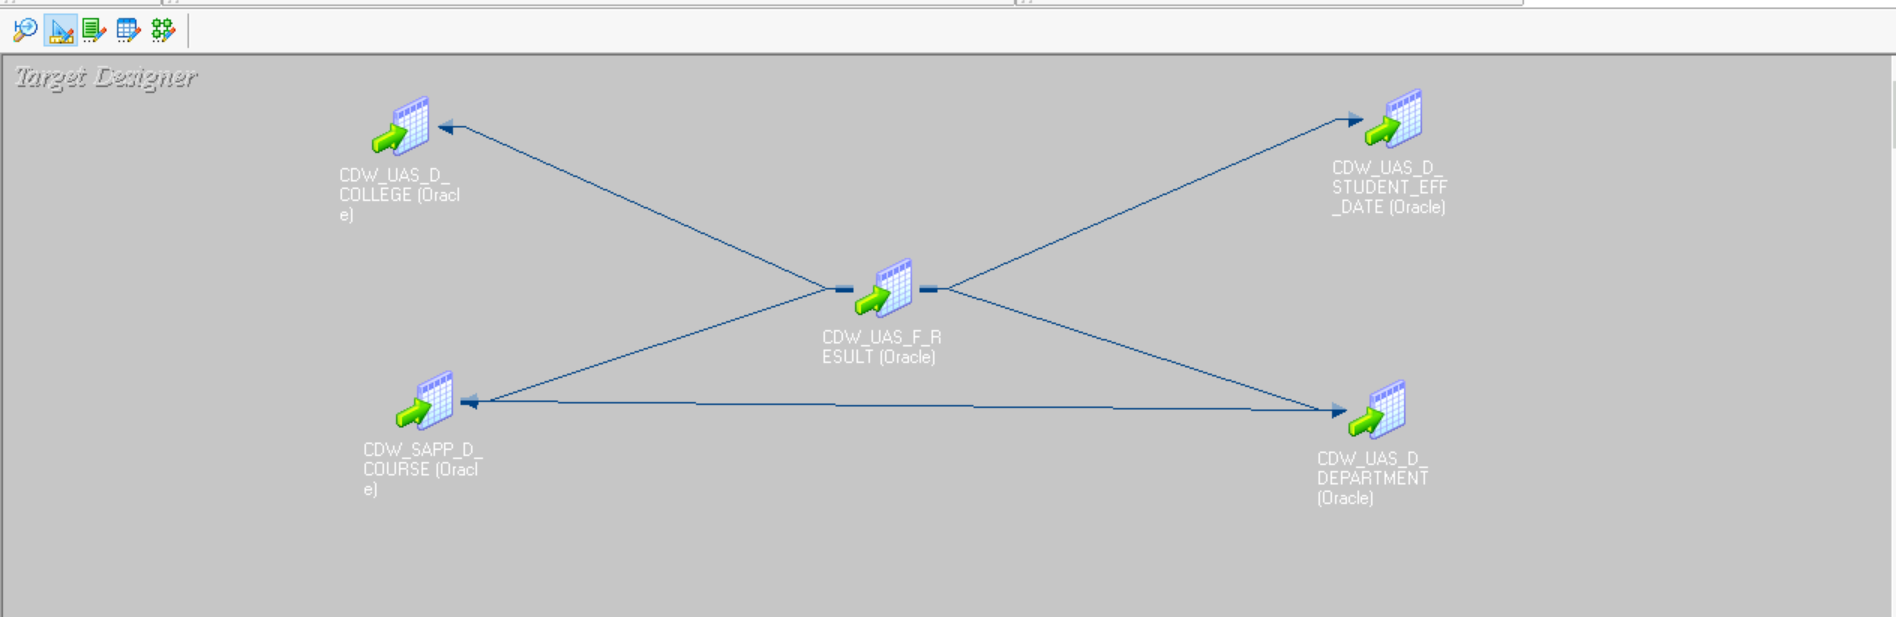 Target Designer
CDW_UAS_D_
COLLEGE (Oracl
e)
CDW_UAS_D_
STUDENT_EFF
_DATE (Oracle)
CDW_UAS_F_R
ESULT (Oracle)
CDW_SAPP_D_
COURSE (Oracl
e)
CDW_UAS_D_
DEPARTMENT
(Oracle)